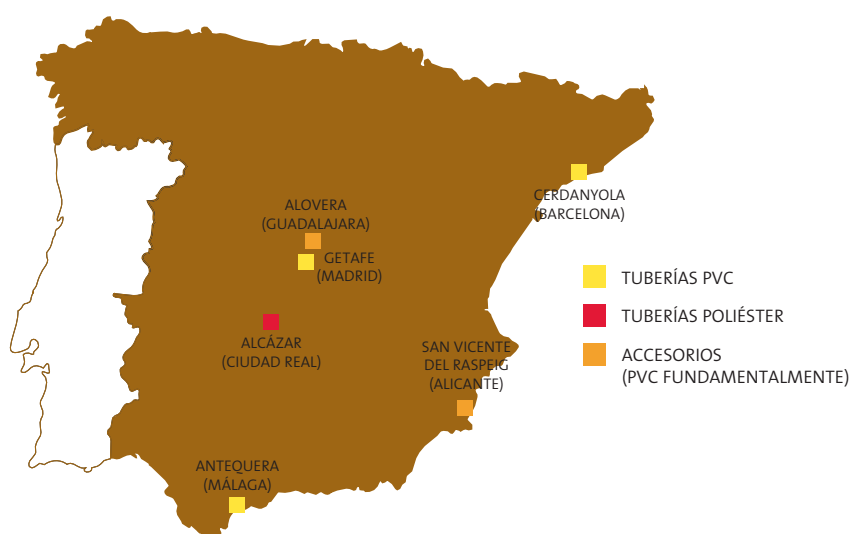 CERDANYOLA
(BARCELONA)
ALOVERA
(GUADALAJARA)
GETAFE
(MADRID)
ALCÁZAR
(CIUDAD REAL)
SAN VICENTE
DEL RASPEIG
(ALICANTE)
ANTEQUERA
(MÁLAGA)
TUBERÍAS PVC
TUBERÍAS POLIÉSTER
ACCESORIOS
(PVC FUNDAMENTALMENTE)